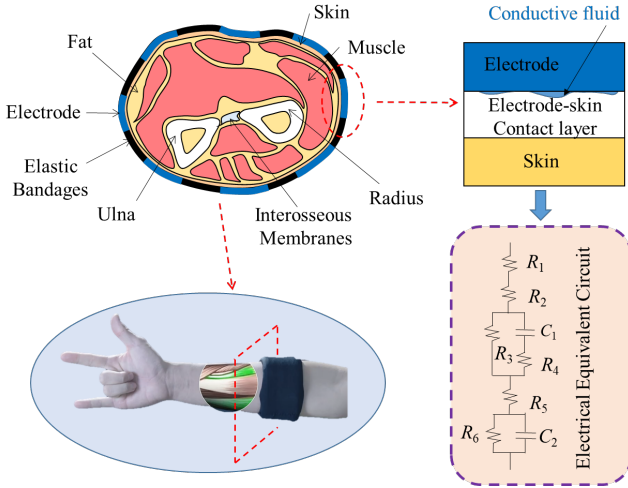 Skin
Muscle
Fat
Electrode
Elastic
Bandages
Ulna
Interosseous
Membranes
Radius
Conductive fluid
Electrode
Electrode-skin
Contact layer
Skin
R1
R2
C1
R3
R4
R5
R6
C2
Electrical Equivalent Circuit